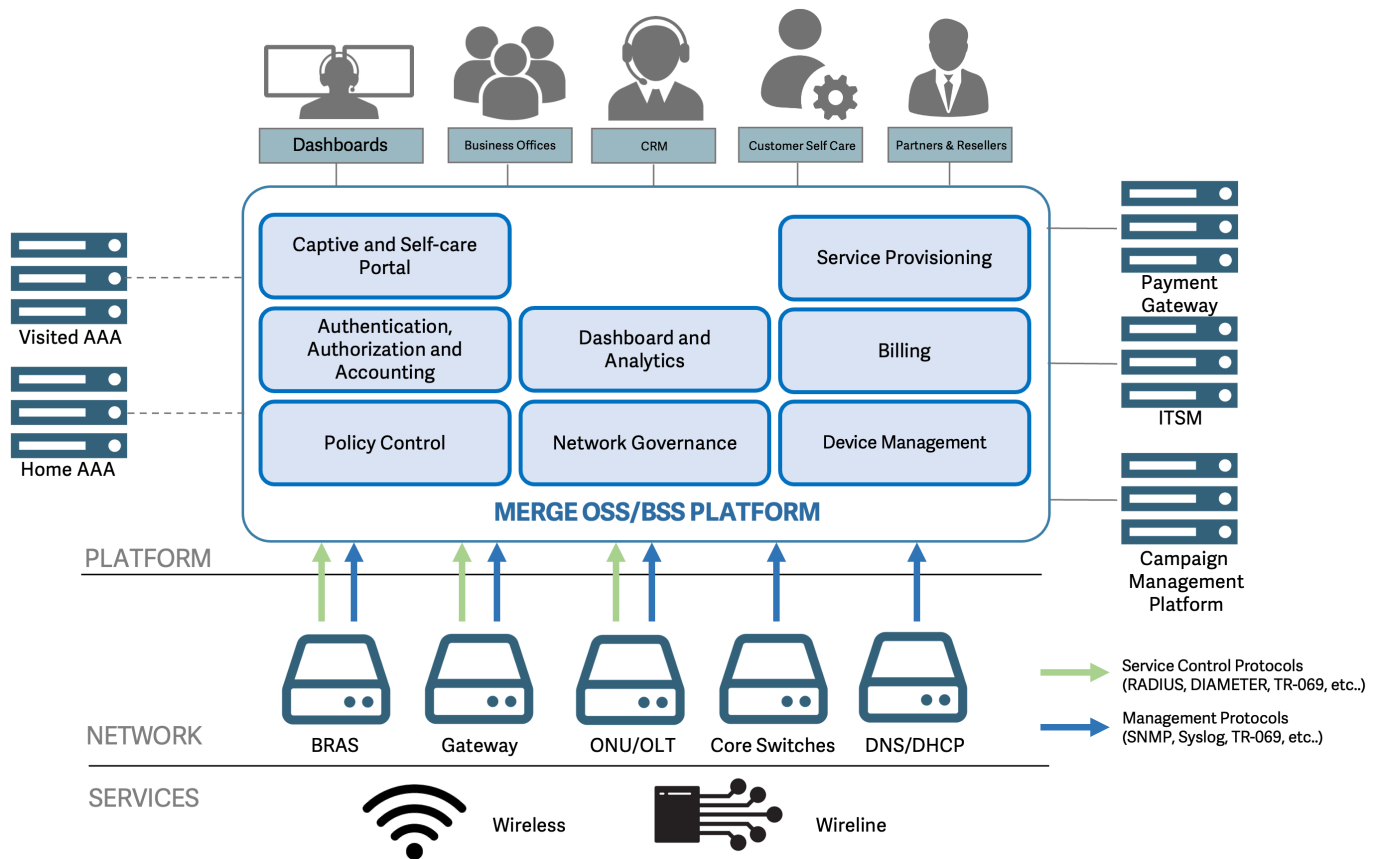 Dashboards
Business Offices
CRM
Customer Self Care
Partners & Resellers
Captive and Self-care
Portal
Service Provisioning
Authentication,
Authorization and
Accounting
Dashboard and
Analytics
Billing
Policy Control
Network Governance
Device Management
MERGE OSS/BSS PLATFORM
Visited AAA
Home AAA
Payment
Gateway
ITSM
Campaign
Management
Platform
PLATFORM
BRAS
Gateway
ONU/OLT
Core Switches
DNS/DHCP
NETWORK
Service Control Protocols
(RADIUS, DIAMETER, TR-069, etc..)
Management Protocols
(SNMP, Syslog, TR-069, etc..)
SERVICES
Wireless
Wireline